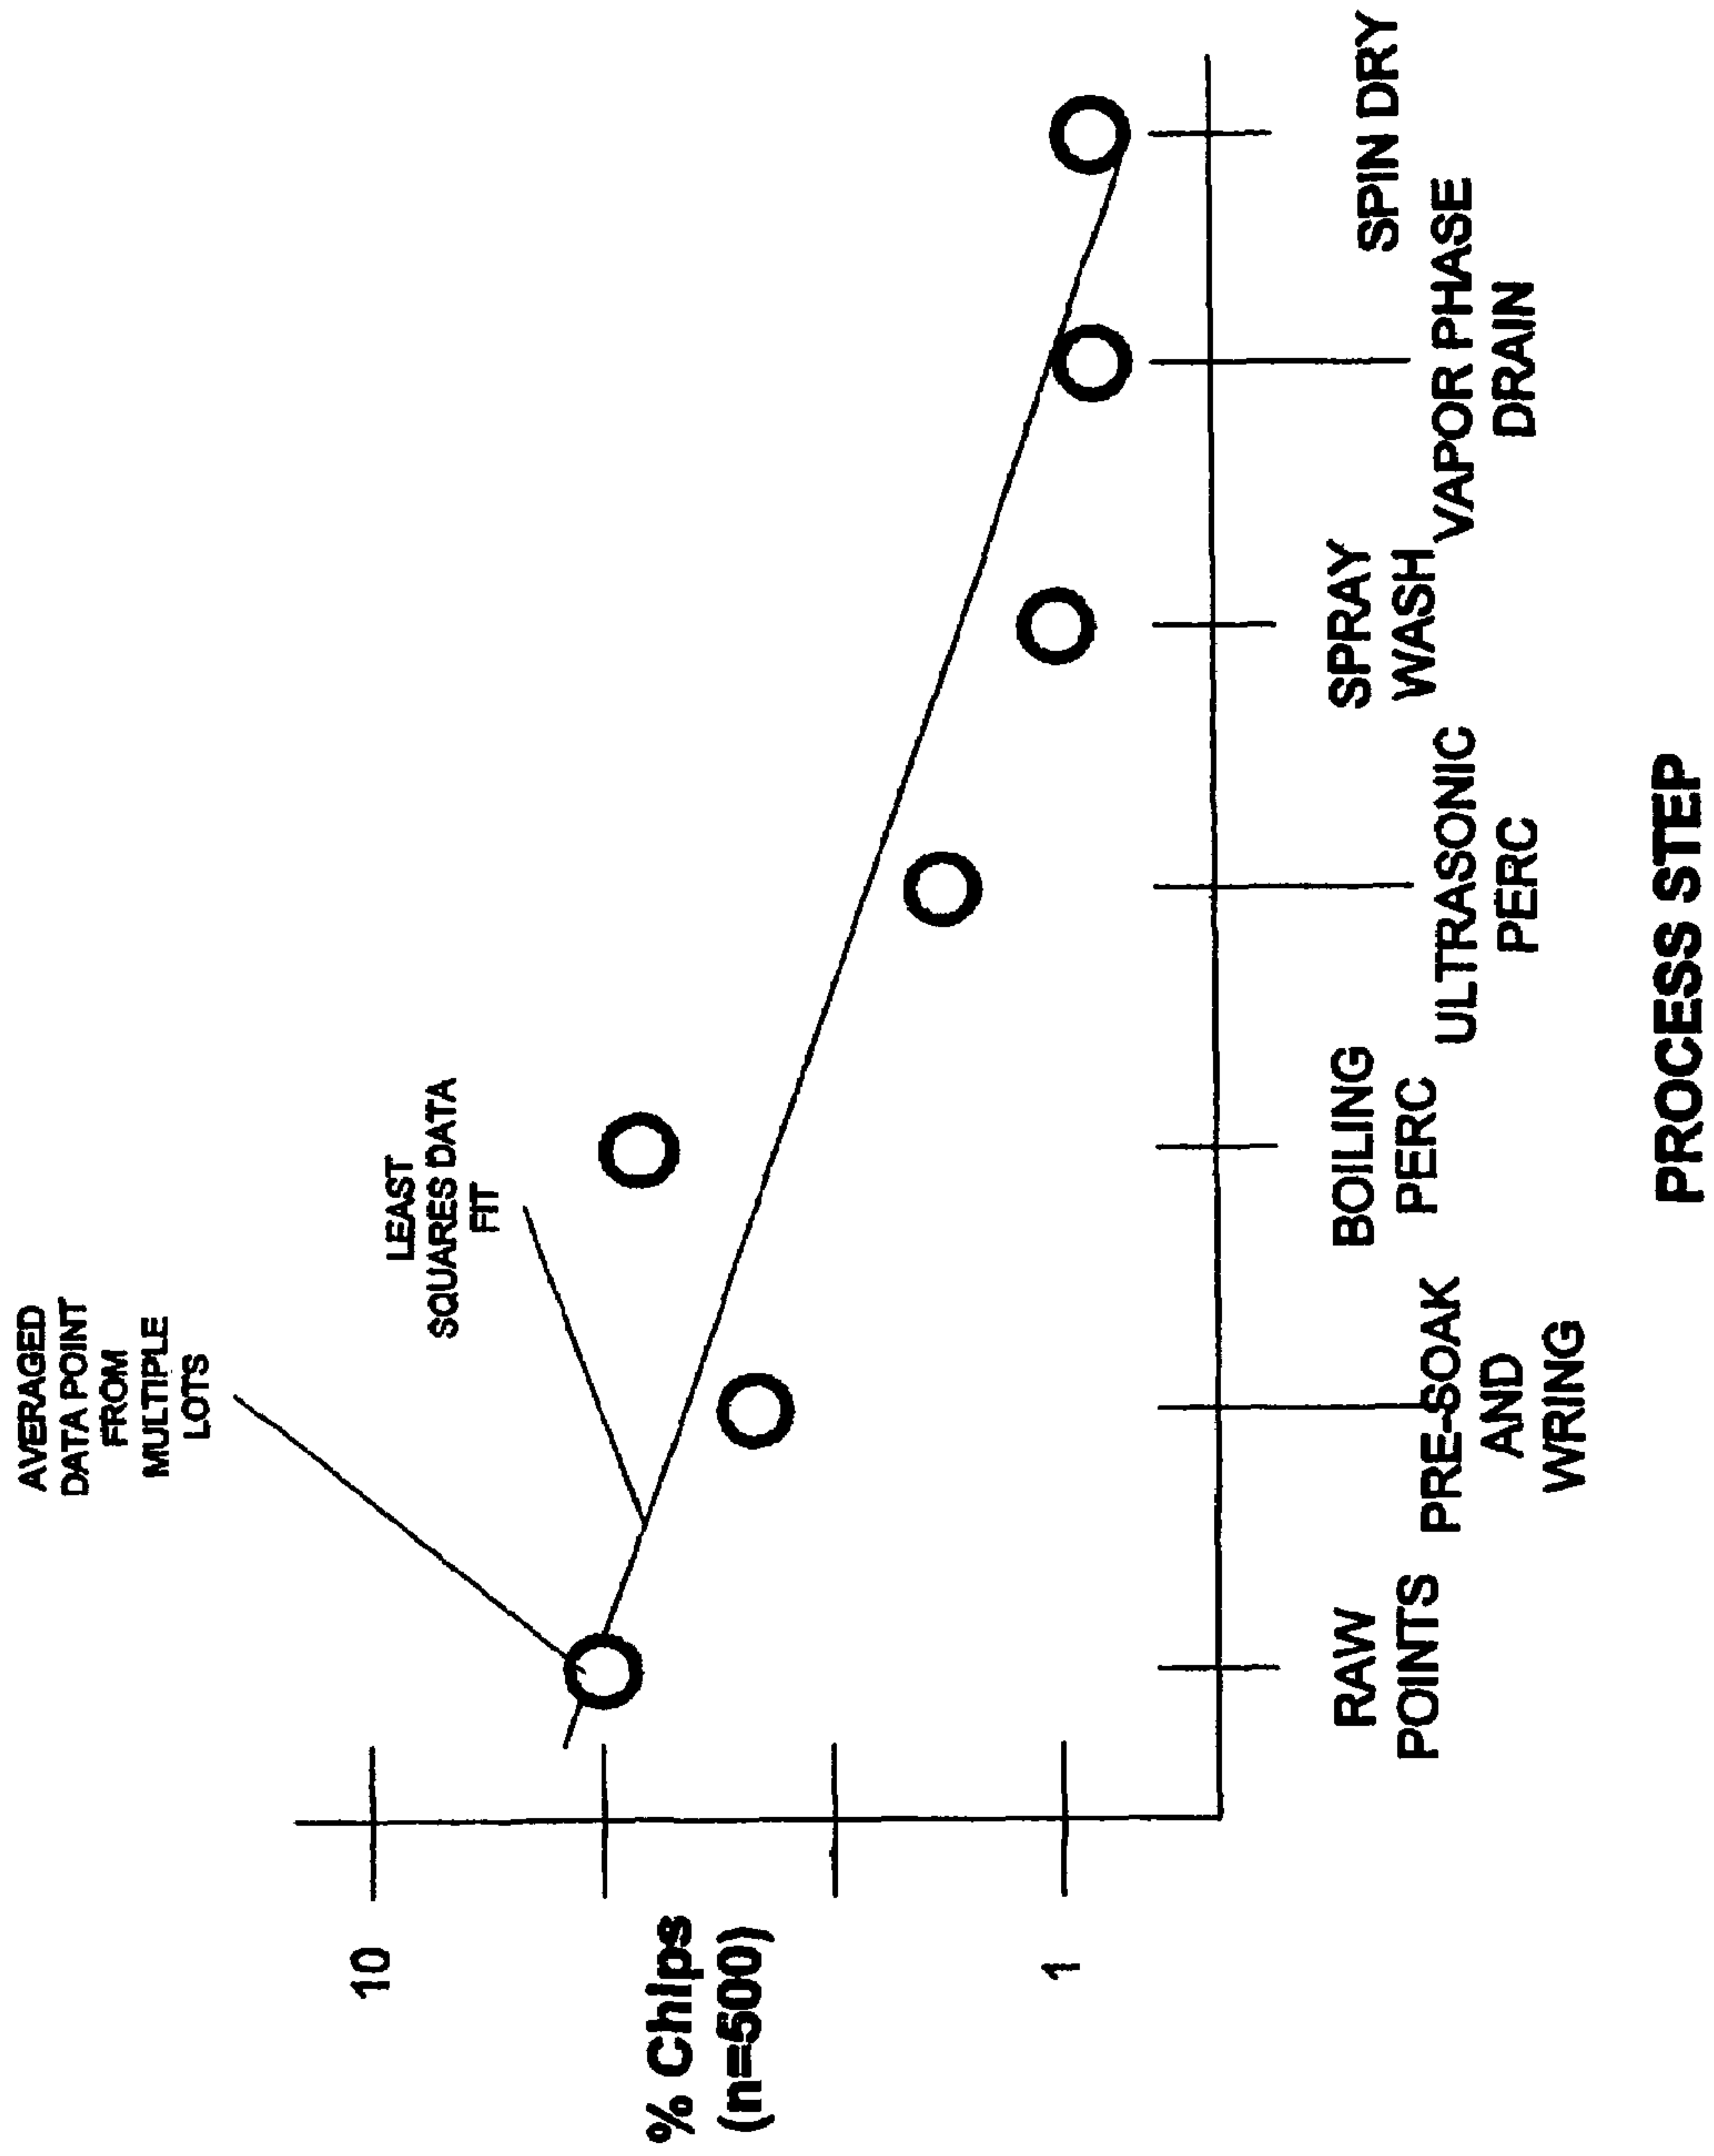 AVERAGED
DATA POINT
FROM
MULTIPLE
LOTS
LEAST
SQUARES DATA
FIT
10
% Chips
(n=500)
1
RAW
POINTS
PRE-SOAK
AND
WRING
BOILING
PERC
ULTRASONIC
PERC
SPRAY
WASH
VAPOR PHASE
DRAIN
SPIN DRY
PROCESS STEP